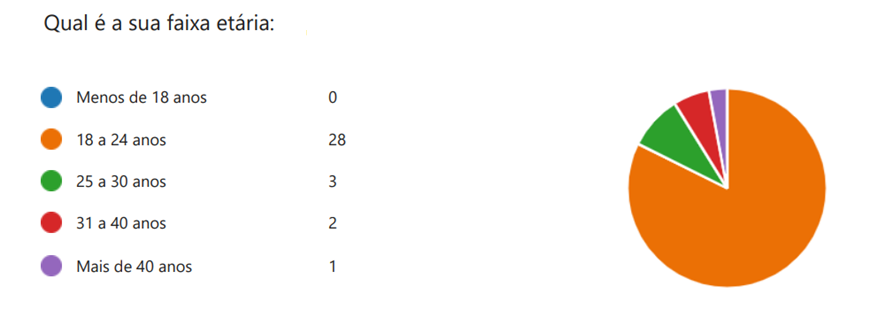 Qual é a sua faixa etária:
Menos de 18 anos 0
18 a 24 anos 28
25 a 30 anos 3
31 a 40 anos 2
Mais de 40 anos 1